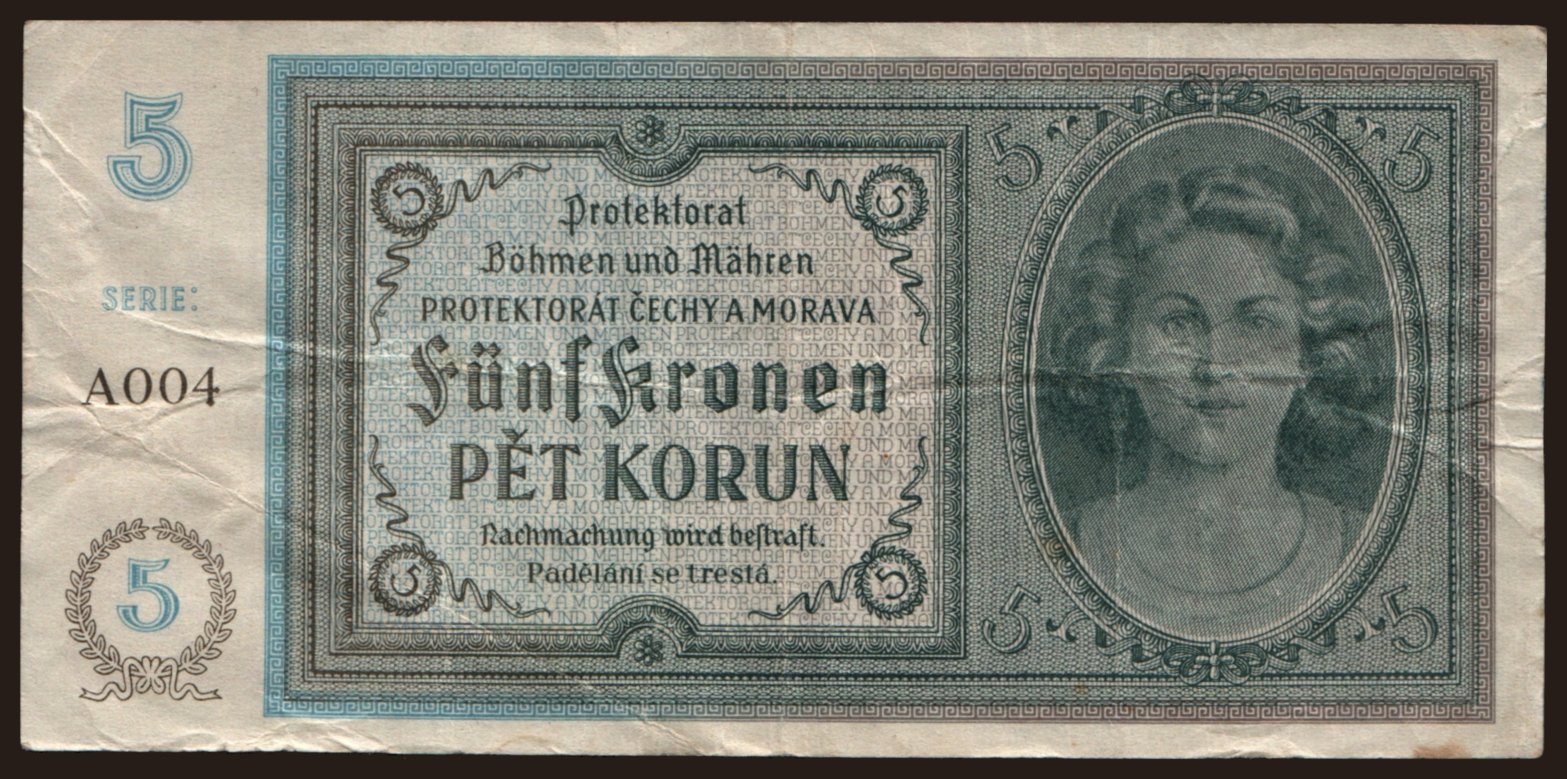 5
SERIE:
A004
5
5
5
Protektorat
Böhmen und Mähren
PROTEKTORÁT ČECHY A MORAVA
Fünf Kronen
PĚT KORUN
Nachmachung wird bestraft.
Padělání se trestá.
5
5
5
5
5
5